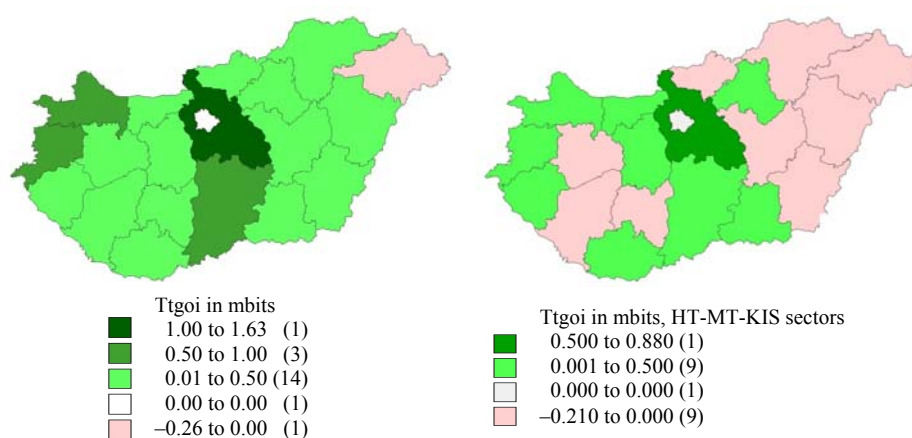 Ttgoi in mbits
1.00 to 1.63 (1)
0.50 to 1.00 (3)
0.01 to 0.50 (14)
0.00 to 0.00 (1)
–0.26 to 0.00 (1)
Ttgoi in mbits, HT-MT-KIS sectors
0.500 to 0.880 (1)
0.001 to 0.500 (9)
0.000 to 0.000 (1)
–0.210 to 0.000 (9)